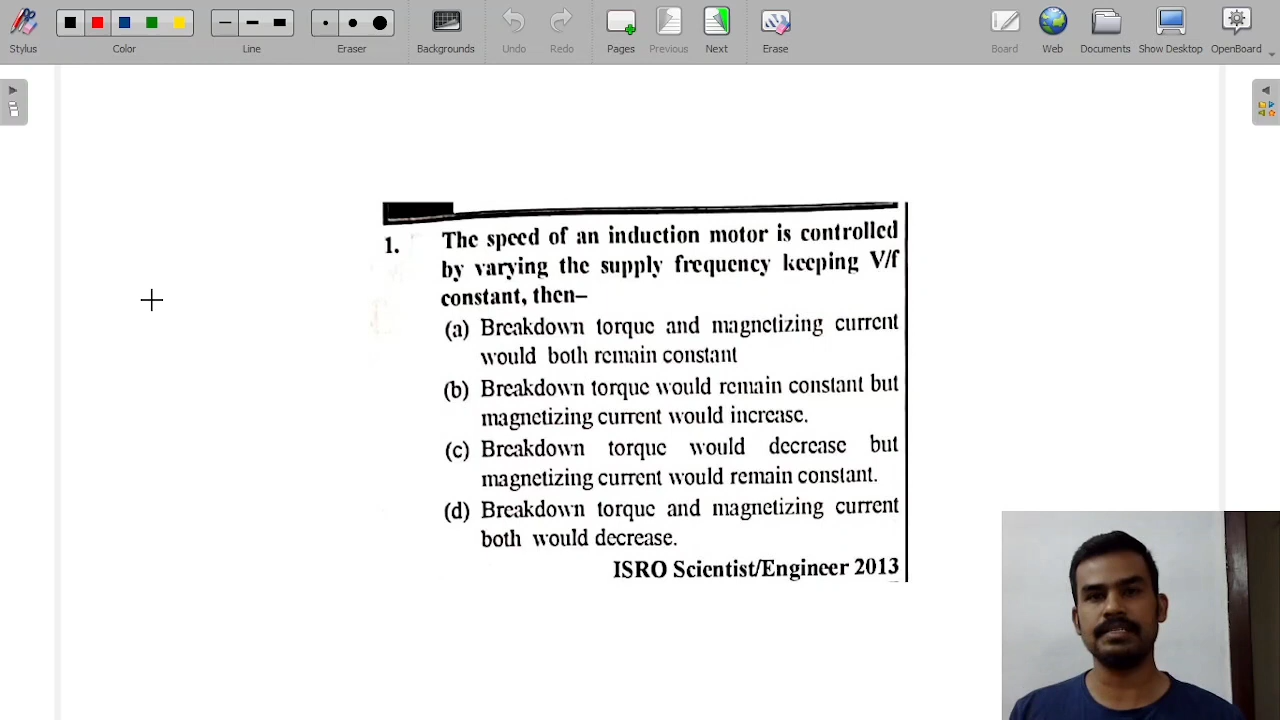 Stylus Color Line Eraser Backgrounds Undo Redo Pages Previous Next Erase Board Web Documents Show Desktop OpenBoard
1. The speed of an induction motor is controlled
by varying the supply frequency keeping V/f
constant, then–
(a) Breakdown torque and magnetizing current
would both remain constant
(b) Breakdown torque would remain constant but
magnetizing current would increase.
(c) Breakdown torque would decrease but
magnetizing current would remain constant.
(d) Breakdown torque and magnetizing current
both would decrease.
ISRO Scientist/Engineer 2013